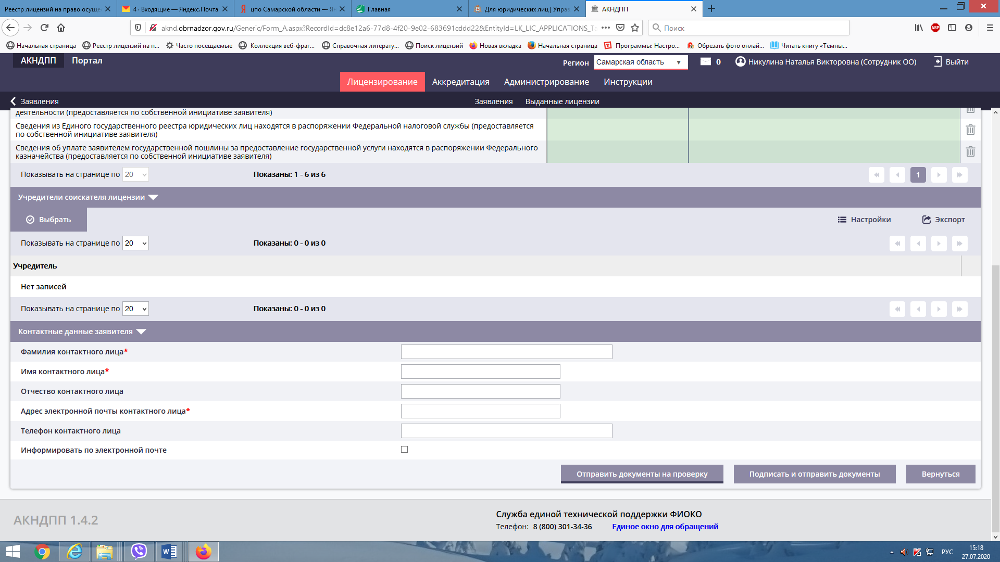 Реестр лицензий на право осуще
4 · Входящие — Яндекс.Почта
цпо Самарской области — Ян
Главная
Для юридических лиц | Управ
АКНДПП
aknd.obrnadzor.gov.ru/Generic/Form_A.aspx?RecordId=dc8e12a6-77d8-4f20-9e02-683691cddd22&EntityId=LK_LIC_APPLICATIONS_Ta
Поиск
Начальная страница
Реестр лицензий на п...
Часто посещаемые
Коллекция веб-фраг...
Справочная литерату...
Поиск лицензий
Новая вкладка
Начальная страница
Программы: Настро...
Обрезать фото онлай...
Читать книгу «Тёмны...
АКНДПП Портал
Регион Самарская область
0
Никулина Наталья Викторовна (Сотрудник ОО)
Выйти
Лицензирование Аккредитация Администрирование Инструкции
Заявления
Заявления Выданные лицензии
деятельности (предоставляется по собственной инициативе заявителя)
Сведения из Единого государственного реестра юридических лиц находятся в распоряжении Федеральной налоговой службы (предоставляется
по собственной инициативе заявителя)
Сведения об уплате заявителем государственной пошлины за предоставление государственной услуги находятся в распоряжении Федерального
казначейства (предоставляется по собственной инициативе заявителя)
Показывать на странице по 20 Показаны: 1 - 6 из 6 1
Учредители соискателя лицензии
Выбрать Настройки Экспорт
Показывать на странице по 20 Показаны: 0 - 0 из 0
Учредитель
Нет записей
Показывать на странице по 20 Показаны: 0 - 0 из 0
Контактные данные заявителя
Фамилия контактного лица*
Имя контактного лица*
Отчество контактного лица
Адрес электронной почты контактного лица*
Телефон контактного лица
Информировать по электронной почте
Отправить документы на проверку Подписать и отправить документы Вернуться
АКНДПП 1.4.2
Служба единой технической поддержки ФИОКО
Телефон: 8 (800) 301-34-36 Единое окно для обращений
РУС
15:18
27.07.2020